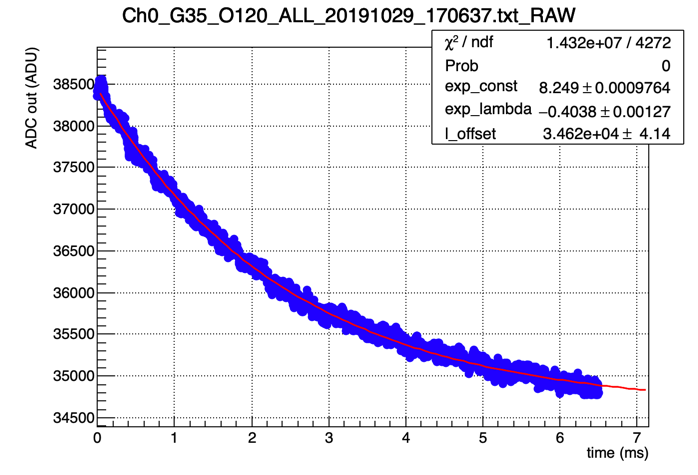 Ch0_G35_O120_ALL_20191029_170637.txt_RAW
χ² / ndf 1.432e+07 / 4272
Prob 0
exp_const 8.249 ± 0.0009764
exp_lambda −0.4038 ± 0.00127
l_offset 3.462e+04 ± 4.14
ADC out (ADU)
38500
38000
37500
37000
36500
36000
35500
35000
34500
0 1 2 3 4 5 6 7
time (ms)